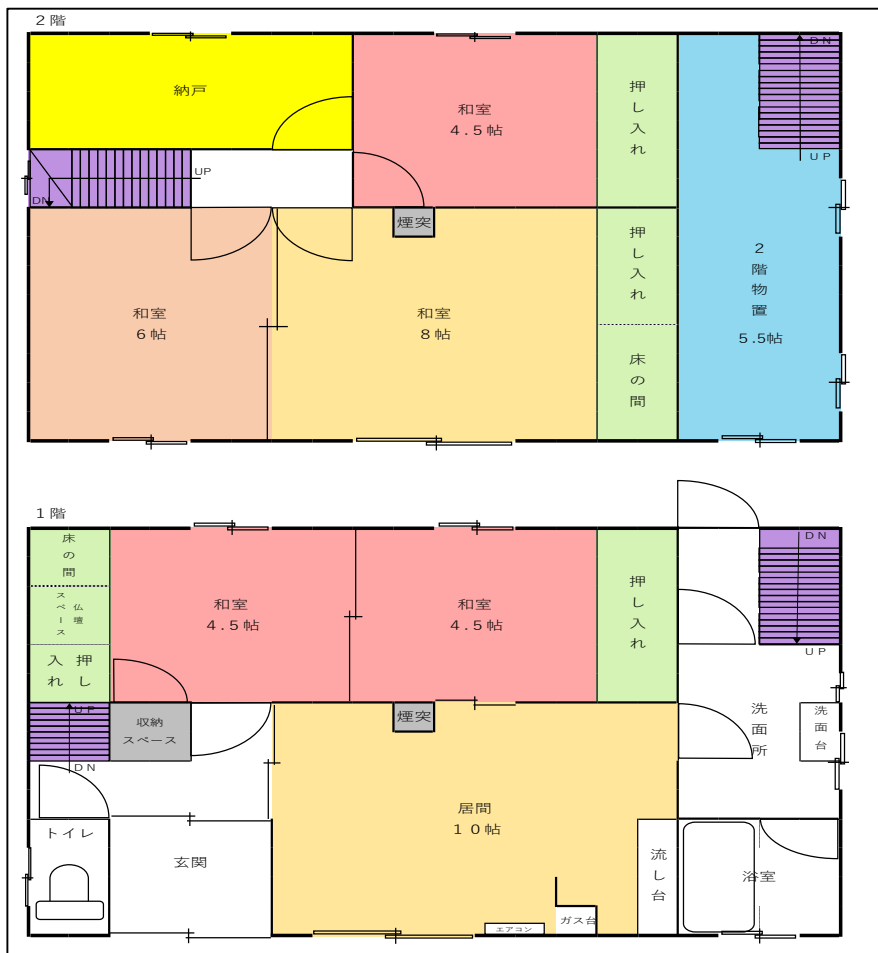 2階
納戸
和室
4.5帖
押し入れ
DN
UP
UP
DN
煙突
和室
6帖
和室
8帖
押し入れ
床の間
2階物置
5.5帖
1階
床の間
仏壇
スペース
押し
入れ
和室
4.5帖
和室
4.5帖
押し入れ
DN
UP
UP
DN
収納
スペース
煙突
洗面所
洗面台
居間
10帖
トイレ
玄関
流し台
浴室
ガス台
エアコン